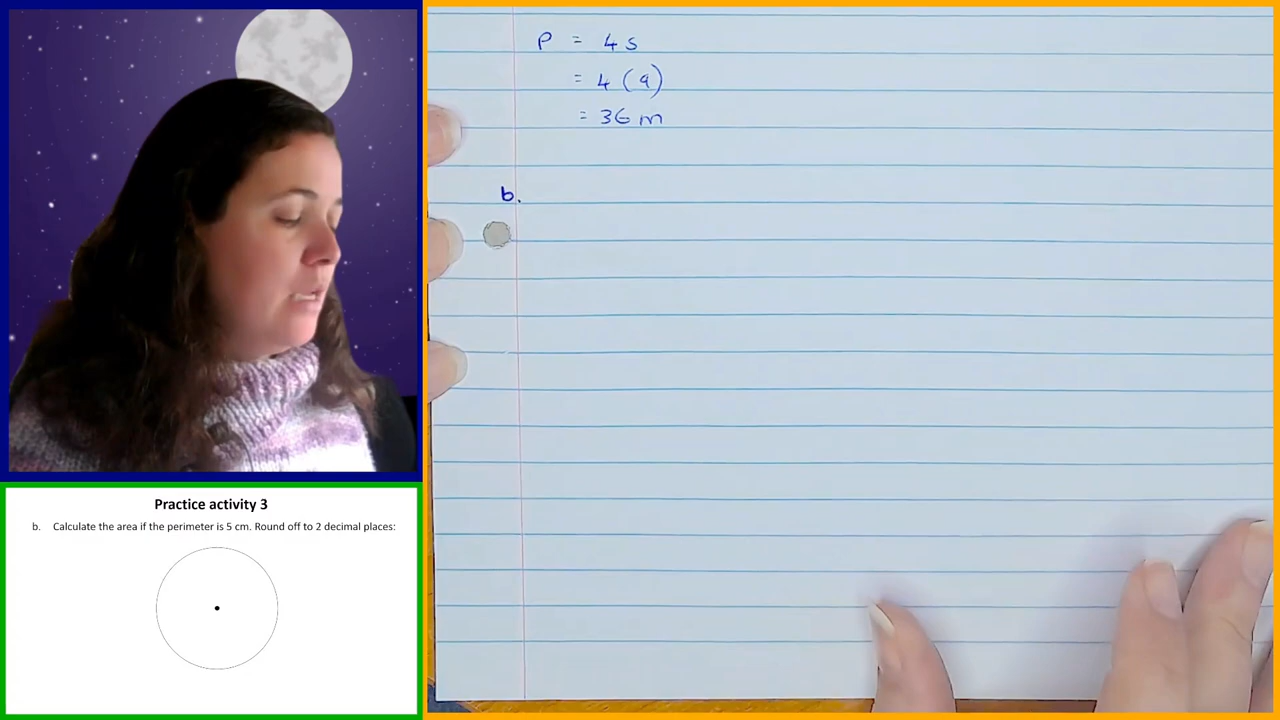 P = 4s
= 4(9)
= 36m
b.
Practice activity 3
b. Calculate the area if the perimeter is 5 cm. Round off to 2 decimal places: